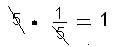 5 · 1/5 = 1